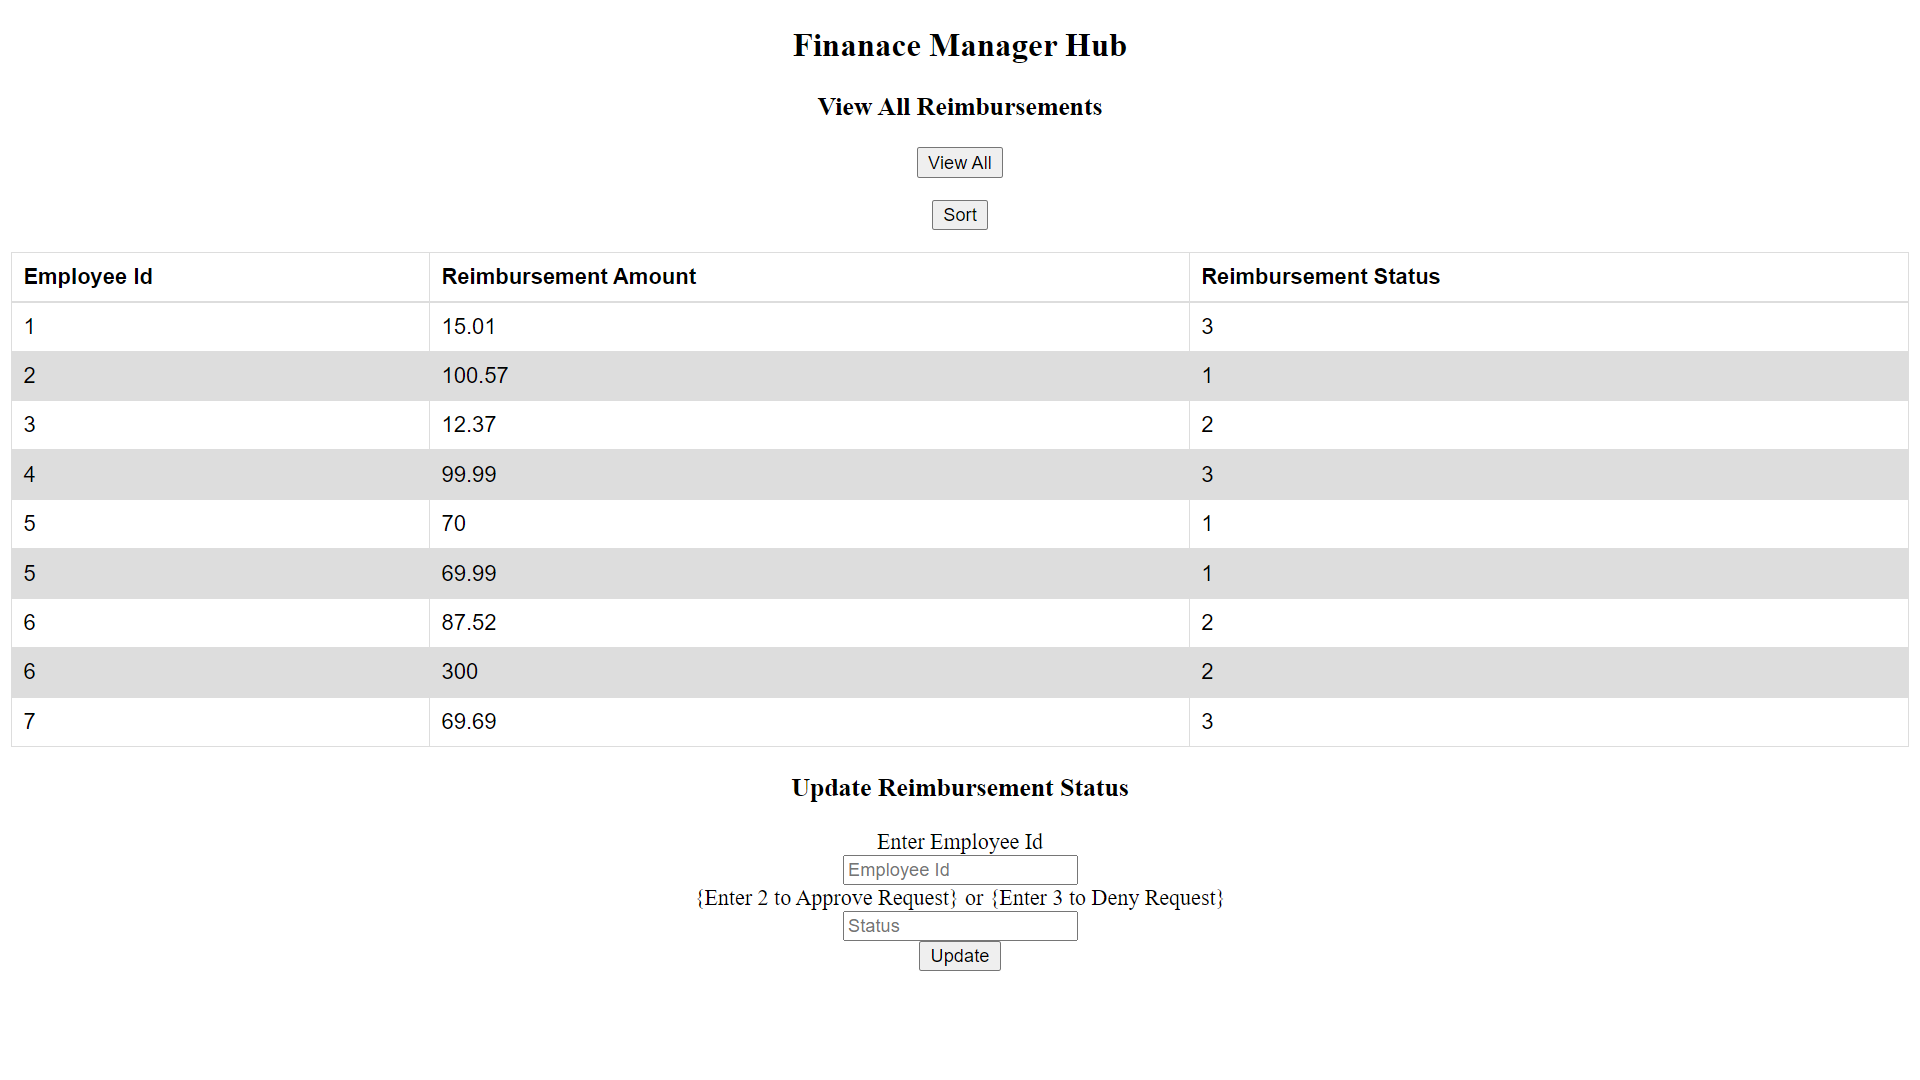 Finanace Manager Hub
View All Reimbursements
View All
Sort
Employee Id Reimbursement Amount Reimbursement Status
1 15.01 3
2 100.57 1
3 12.37 2
4 99.99 3
5 70 1
5 69.99 1
6 87.52 2
6 300 2
7 69.69 3
Update Reimbursement Status
Enter Employee Id
Employee Id
{Enter 2 to Approve Request} or {Enter 3 to Deny Request}
Status
Update